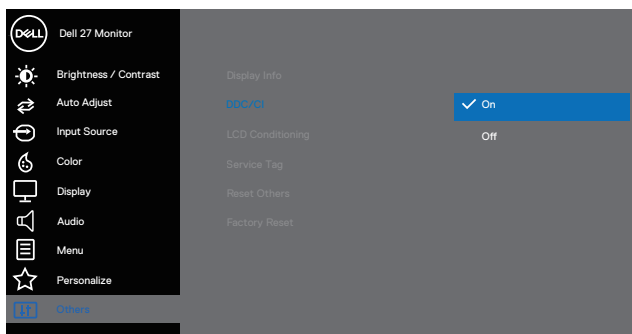 DELL
Dell 27 Monitor
Brightness / Contrast
Auto Adjust
Input Source
Color
Display
Audio
Menu
Personalize
Others
Display Info
DDC/CI
LCD Conditioning
Service Tag
Reset Others
Factory Reset
On
Off